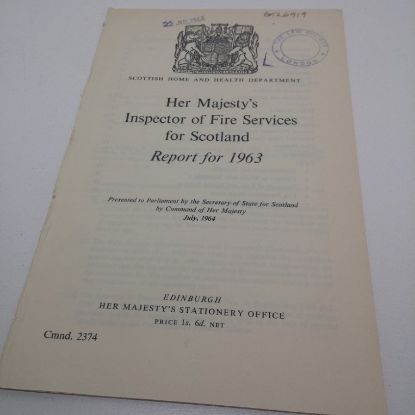 SCOTTISH HOME AND HEALTH DEPARTMENT
Her Majesty's
Inspector of Fire Services
for Scotland
Report for 1963
Presented to Parliament by the Secretary of State for Scotland
by Command of Her Majesty
July, 1964
EDINBURGH
HER MAJESTY'S STATIONERY OFFICE
PRICE 1s. 6d. NET
Cmnd. 2374